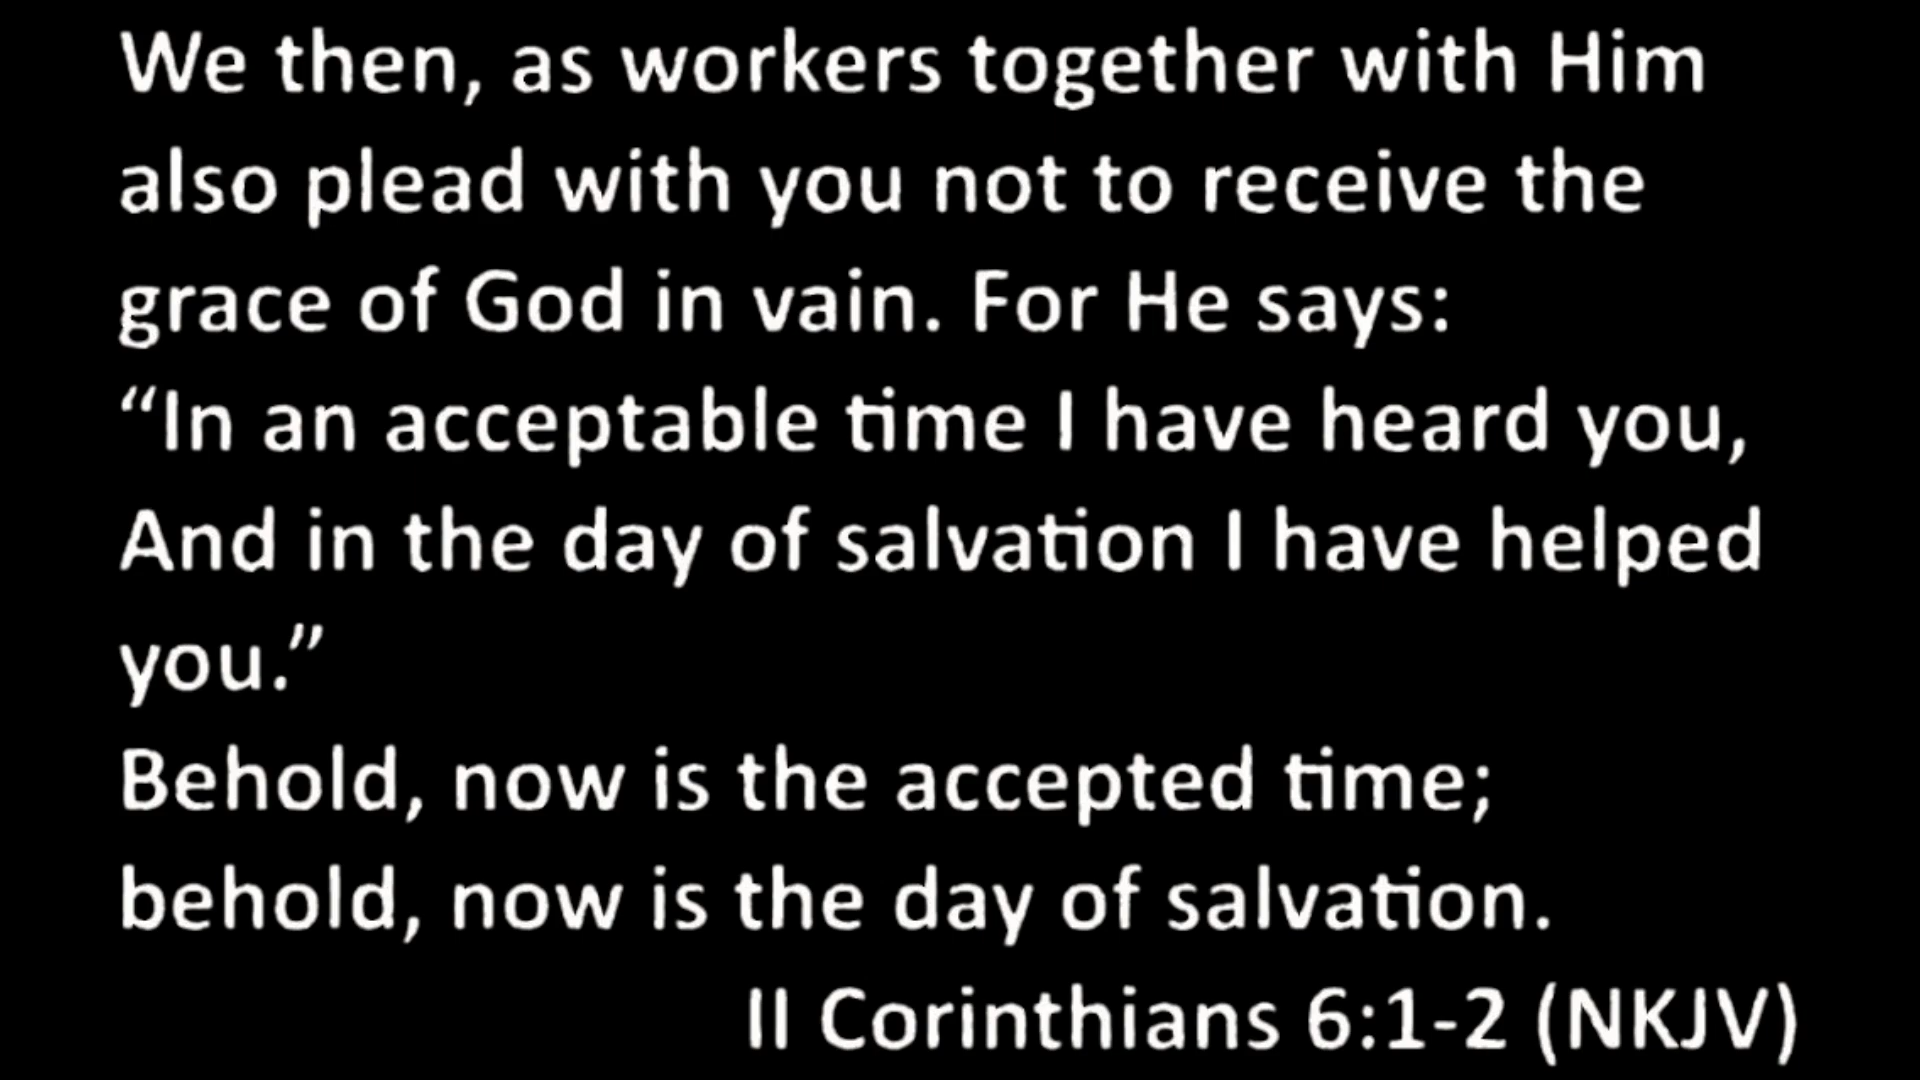 We then, as workers together with Him
also plead with you not to receive the
grace of God in vain. For He says:
“In an acceptable time I have heard you,
And in the day of salvation I have helped
you.”
Behold, now is the accepted time;
behold, now is the day of salvation.
II Corinthians 6:1-2 (NKJV)